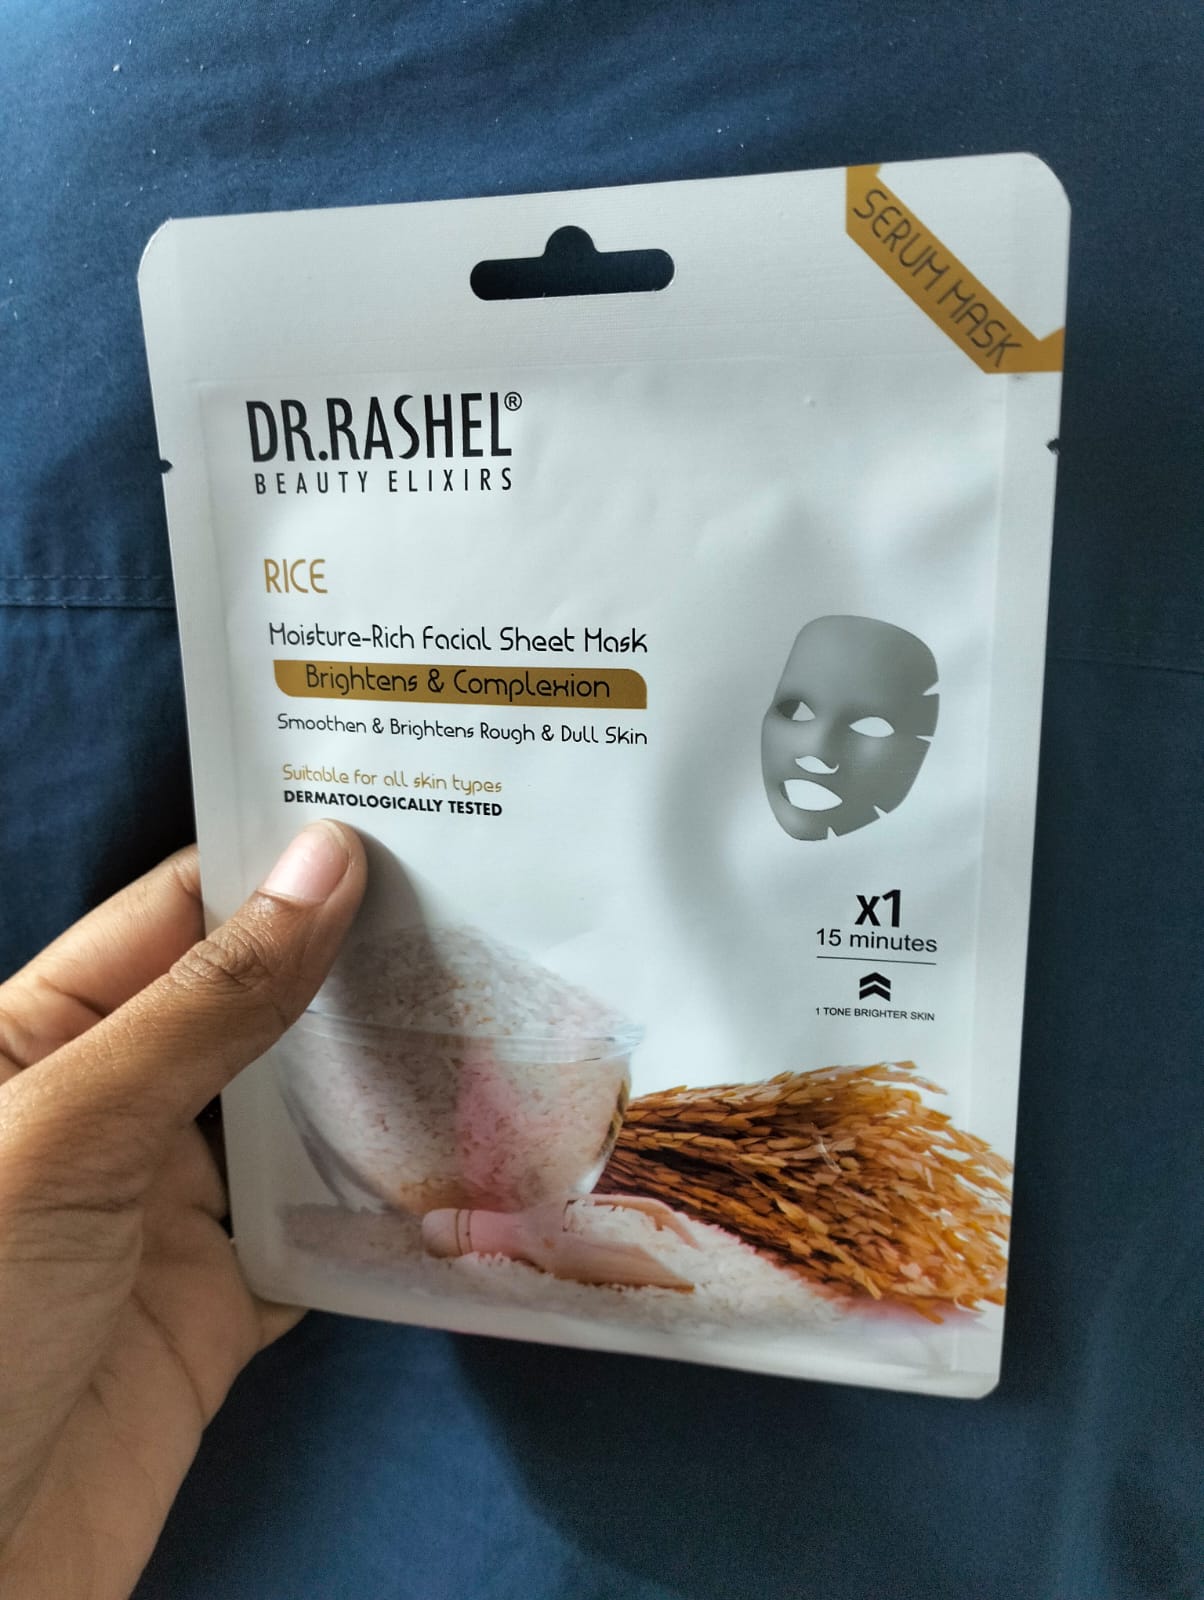 SERUM MASK
DR.RASHEL®
BEAUTY ELIXIRS
RICE
Moisture-Rich Facial Sheet Mask
Brightens & Complexion
Smoothen & Brightens Rough & Dull Skin
Suitable for all skin types
DERMATOLOGICALLY TESTED
x1
15 minutes
1 TONE BRIGHTER SKIN